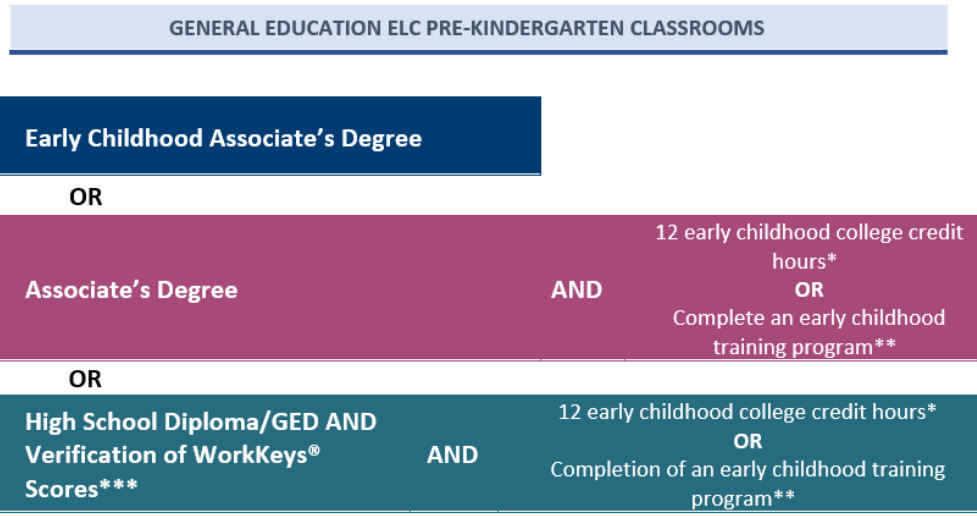 GENERAL EDUCATION ELC PRE-KINDERGARTEN CLASSROOMS
Early Childhood Associate’s Degree
OR
Associate’s Degree
AND
12 early childhood college credit
hours*
OR
Complete an early childhood
training program**
OR
High School Diploma/GED AND
Verification of WorkKeys®
Scores***
AND
12 early childhood college credit hours*
OR
Completion of an early childhood training
program**